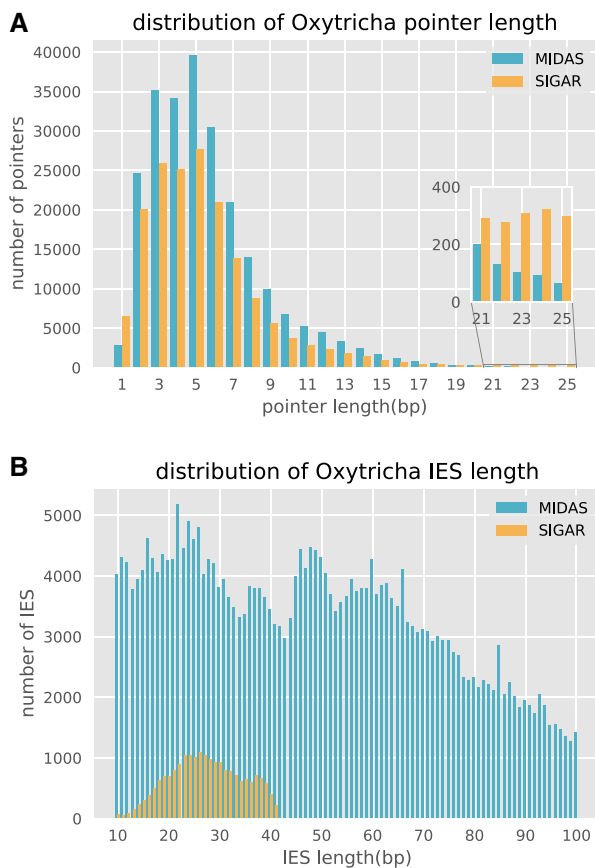 A
distribution of Oxytricha pointer length
number of pointers
40000
35000
30000
25000
20000
15000
10000
5000
0
MIDAS
SIGAR
400
200
0
21 23 25
1 3 5 7 9 11 13 15 17 19 21 23 25
pointer length(bp)
B
distribution of Oxytricha IES length
number of IES
5000
4000
3000
2000
1000
0
MIDAS
SIGAR
10 20 30 40 50 60 70 80 90 100
IES length(bp)